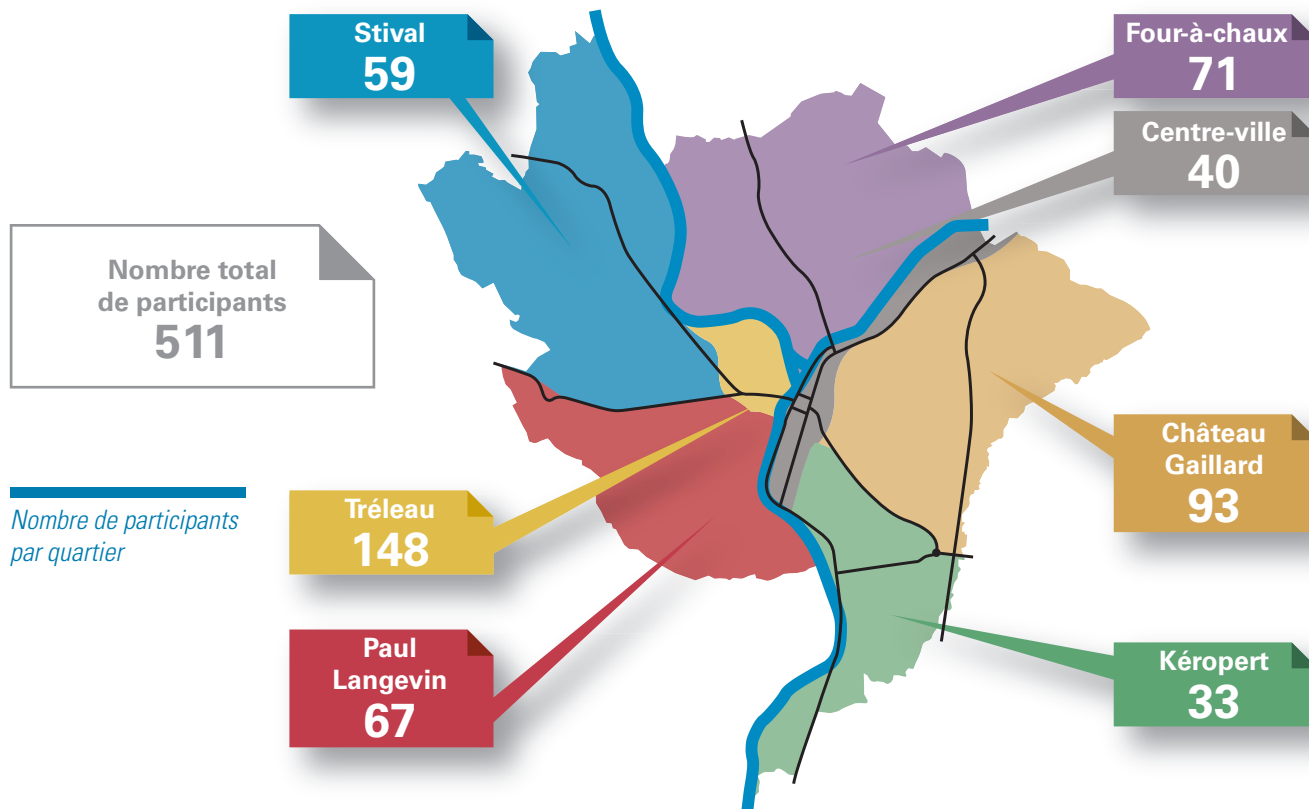 Stival
59
Four-à-chaux
71
Centre-ville
40
Nombre total
de participants
511
Château
Gaillard
93
Nombre de participants
par quartier
Tréleau
148
Paul
Langevin
67
Kéropert
33